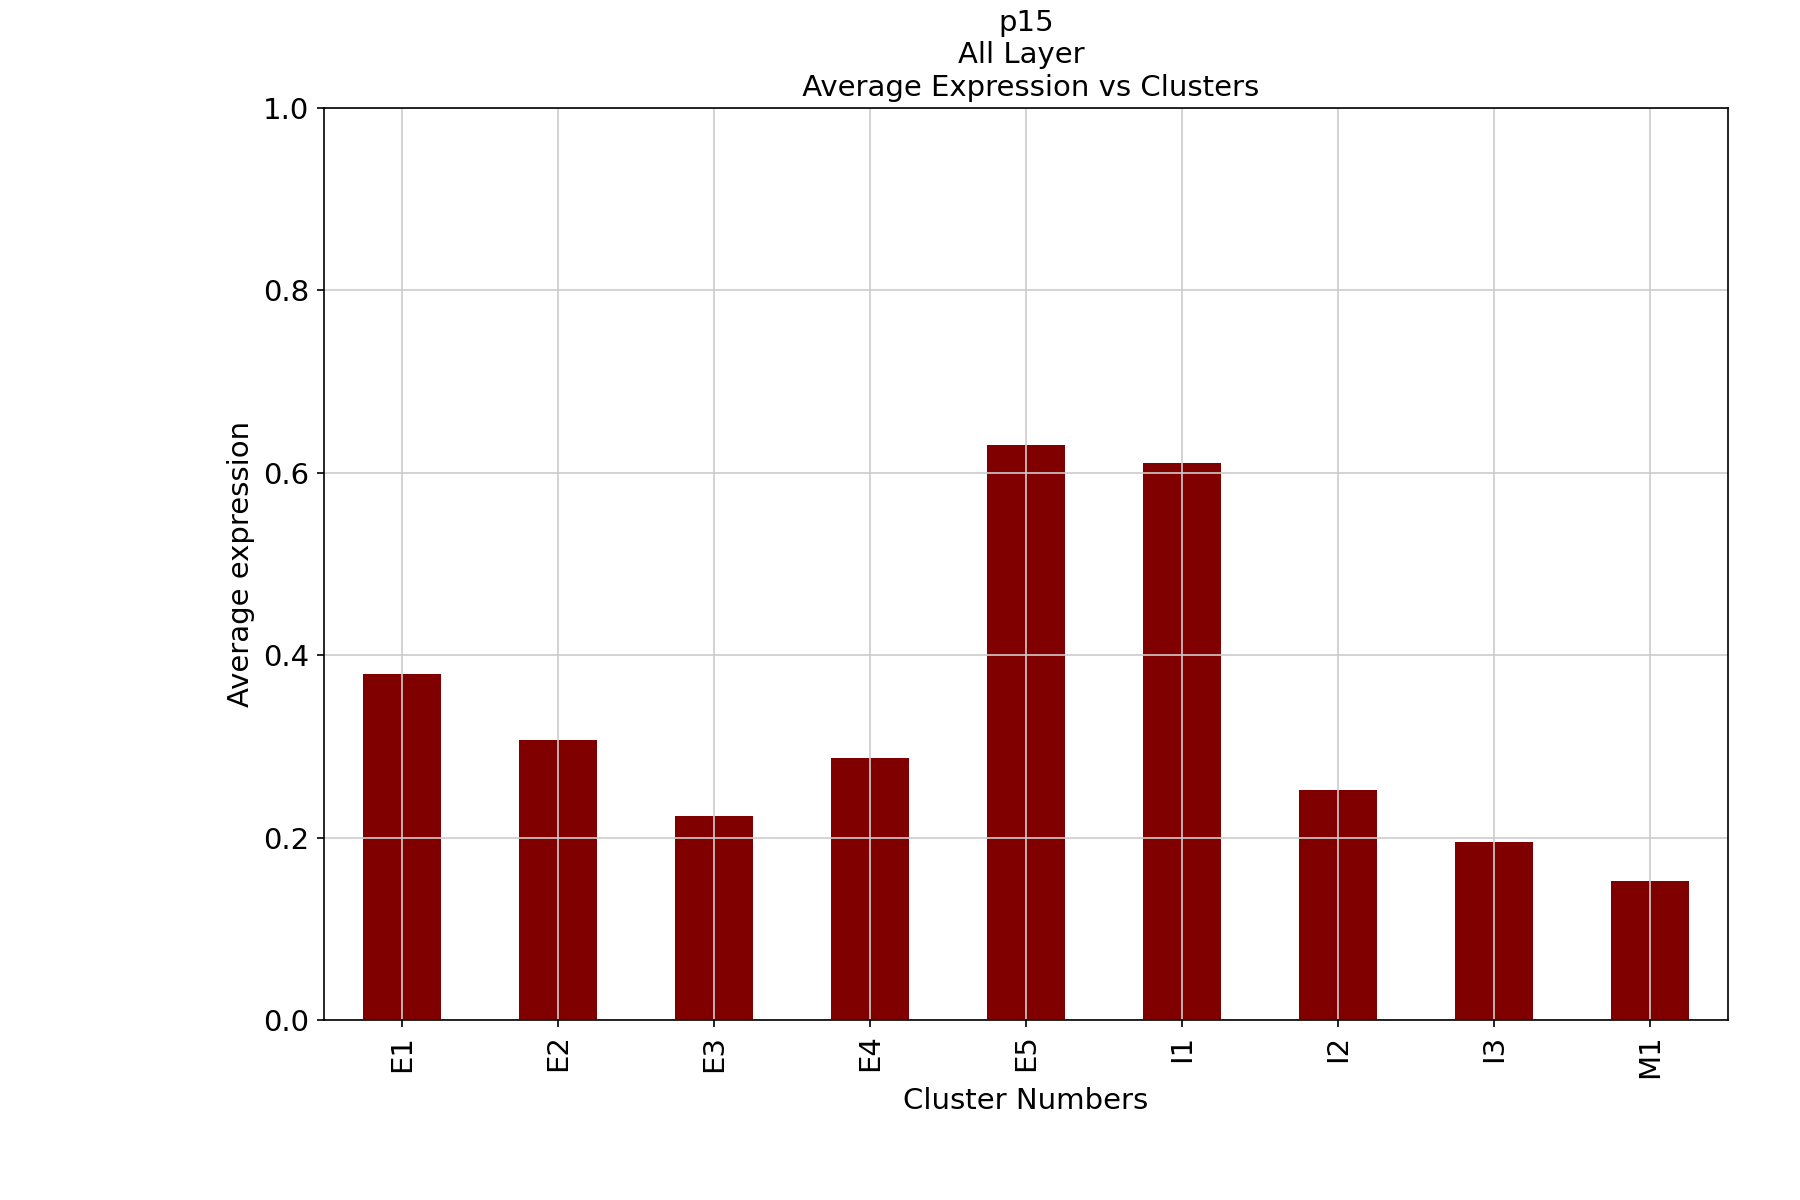 p15
All Layer
Average Expression vs Clusters
1.0
0.8
0.6
0.4
0.2
0.0
Average expression
E1
E2
E3
E4
E5
I1
I2
I3
M1
Cluster Numbers